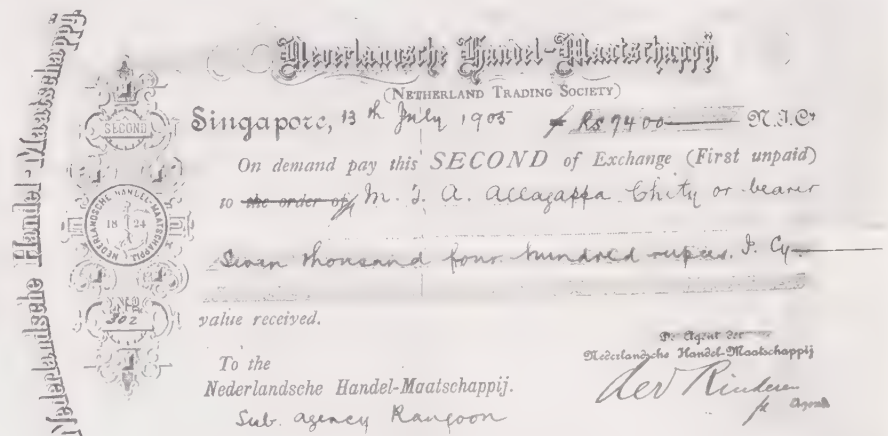 Nederlandsche Handel-Maatschappij
Nederlandsche Handel-Maatschappij.
(NETHERLAND TRADING SOCIETY)
SECOND
Singapore, 13th July 1905 f Rs 7400 N.I.Cy
On demand pay this SECOND of Exchange (First unpaid)
to the order of M. T. A. Allagappa Chity or bearer
NEDERLANDSCHE HANDEL-MAATSCHAPPIJ
1824
Seven thousand four hundred rupees. I. Cy
No
302
value received.
De Agent der
Nederlandsche Handel-Maatschappij
To the
Nederlandsche Handel-Maatschappij.
Agent
Sub. agency Rangoon